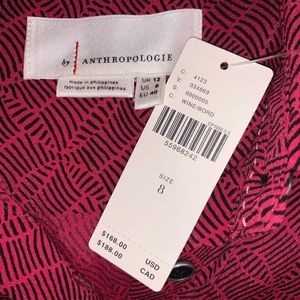 by ANTHROPOLOGIE
made in philippines
fabriqué aux philippines
UK 12
US 8
EU 40
C: 4123
V: 034869
S: 0000005
C: WINE/BORD
55968242
SIZE
8
$168.00 USD
$188.00 CAD